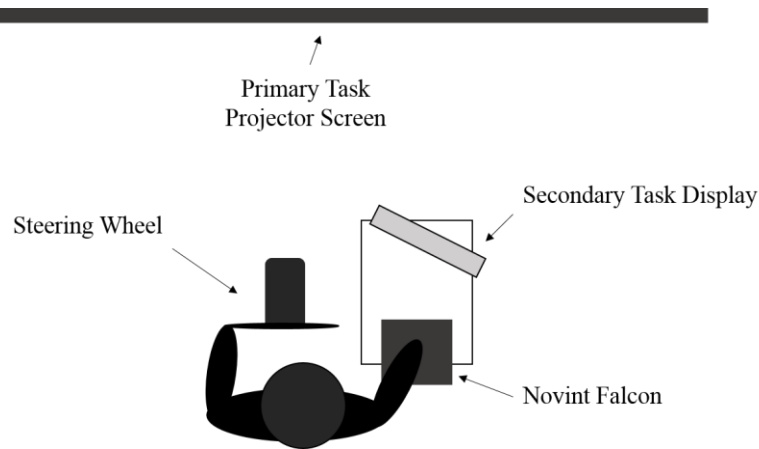 Primary Task
Projector Screen
Secondary Task Display
Steering Wheel
Novint Falcon